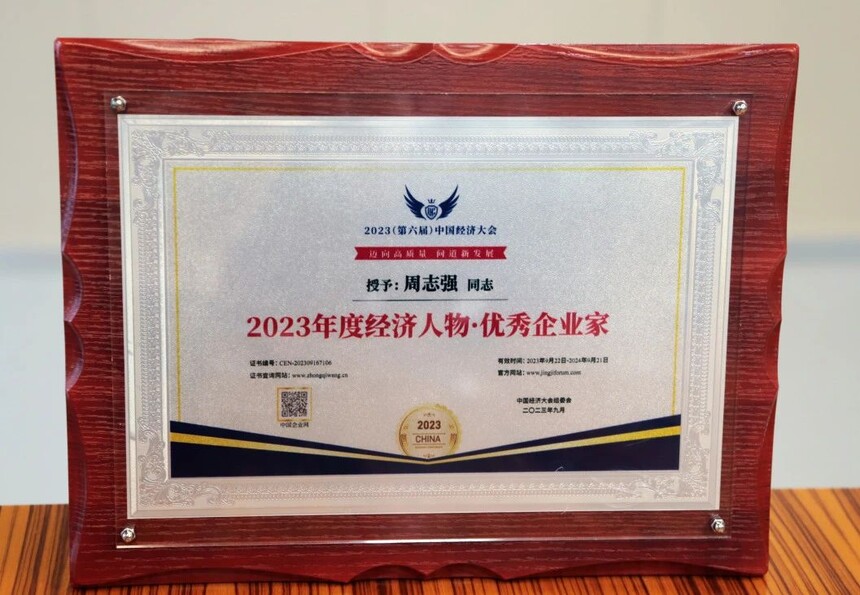 2023(第六届)中国经济大会
迈向高质量 问道新发展
授予：周志强 同志
2023年度经济人物·优秀企业家
证书编号：CEN-202309167106
证书查询网站：www.zhongqiwang.cn
有效时间：2023年9月22日-2024年9月21日
官方网站：www.jingjiforum.com
中国企业网
中国经济大会组委会
二〇二三年九月
2023
CHINA